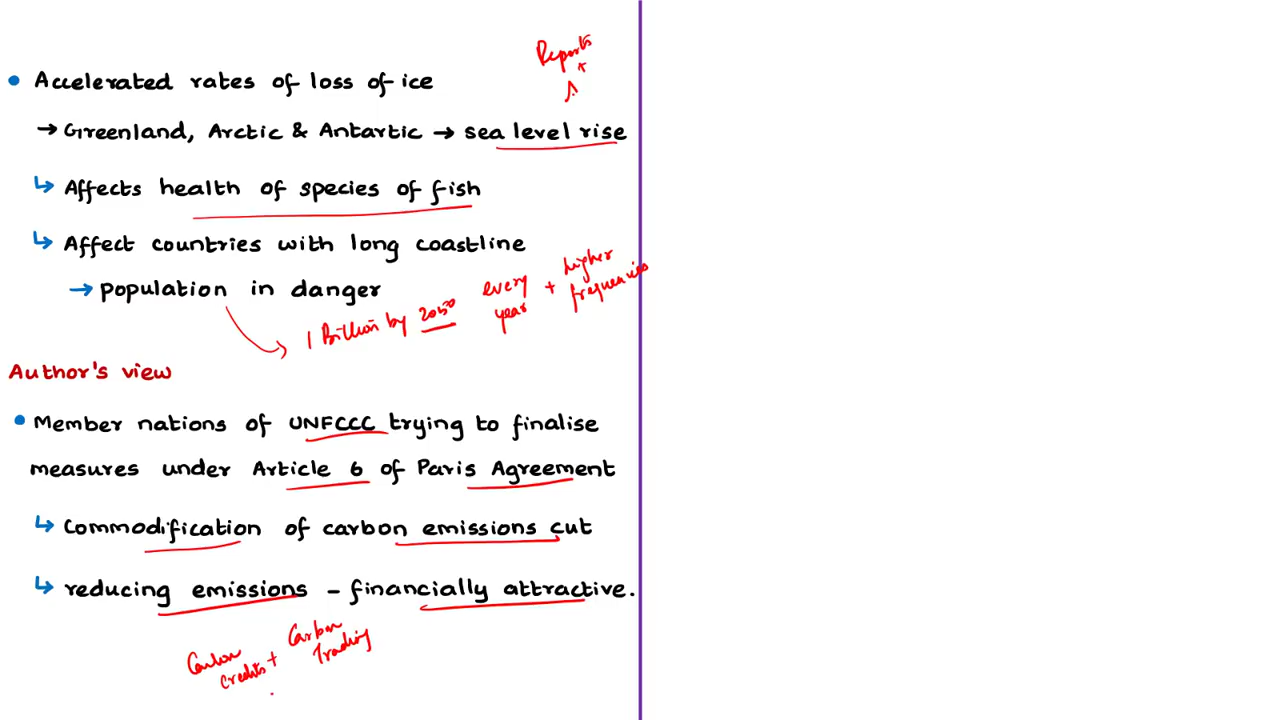 Reports
• Accelerated rates of loss of ice
→ Greenland, Arctic & Antartic → sea level rise
↳ Affects health of species of fish
↳ Affect countries with long coastline
→ population in danger
1 Billion by 2050 every year + higher frequencies
Author's view
• Member nations of UNFCCC trying to finalise
measures under Article 6 of Paris Agreement
↳ Commodification of carbon emissions cut
↳ reducing emissions – financially attractive.
Carbon credits + Carbon Trading